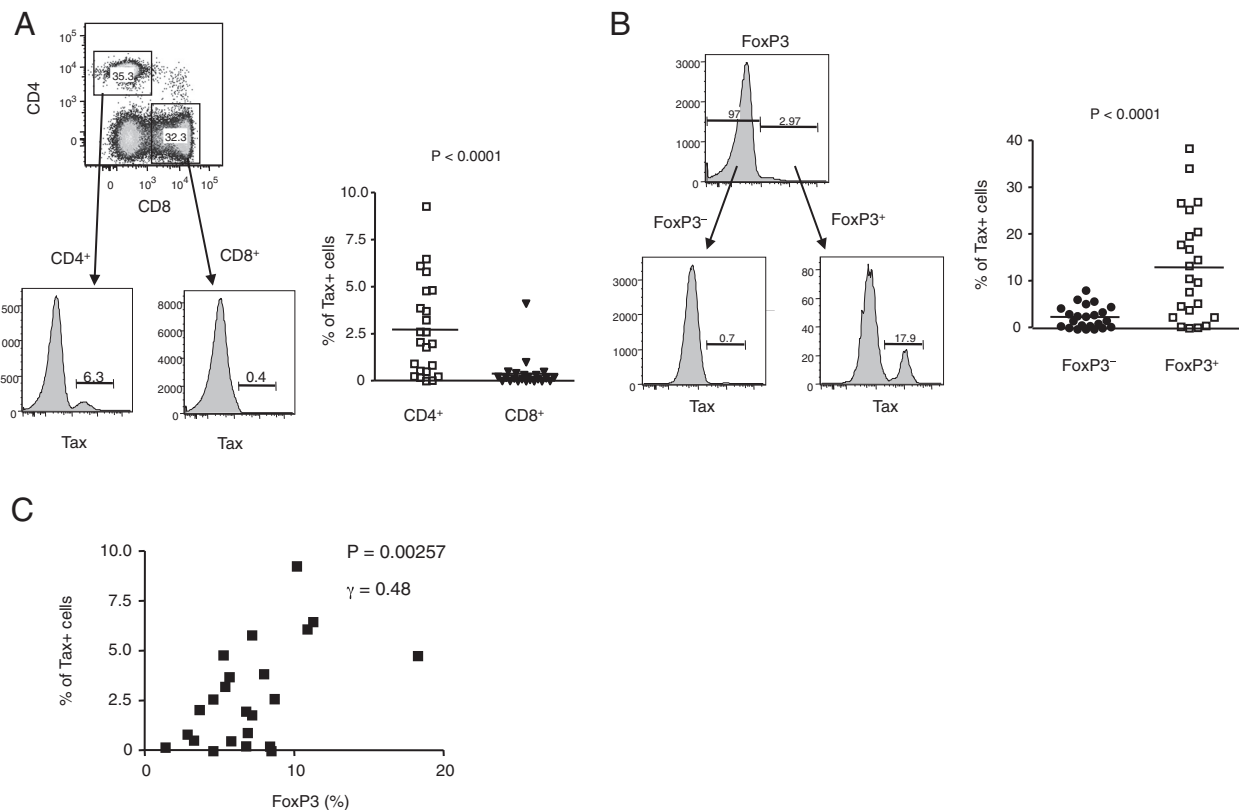 A
10⁵
10⁴
10³
0
CD4
35.3
32.3
0 10³ 10⁴ 10⁵
CD8
CD4⁺
CD8⁺
500
000
500
0
6.3
Tax
8000
6000
4000
2000
0
0.4
Tax
P < 0.0001
% of Tax+ cells
10.0
7.5
5.0
2.5
0
CD4⁺ CD8⁺
B
FoxP3
3000
2000
1000
0
97
2.97
FoxP3⁻
FoxP3⁺
3000
2000
1000
0
0.7
Tax
80
60
40
20
0
17.9
Tax
P < 0.0001
% of Tax+ cells
40
30
20
10
0
FoxP3⁻ FoxP3⁺
C
P = 0.00257
γ = 0.48
% of Tax+ cells
10.0
7.5
5.0
2.5
0
0 10 20
FoxP3 (%)